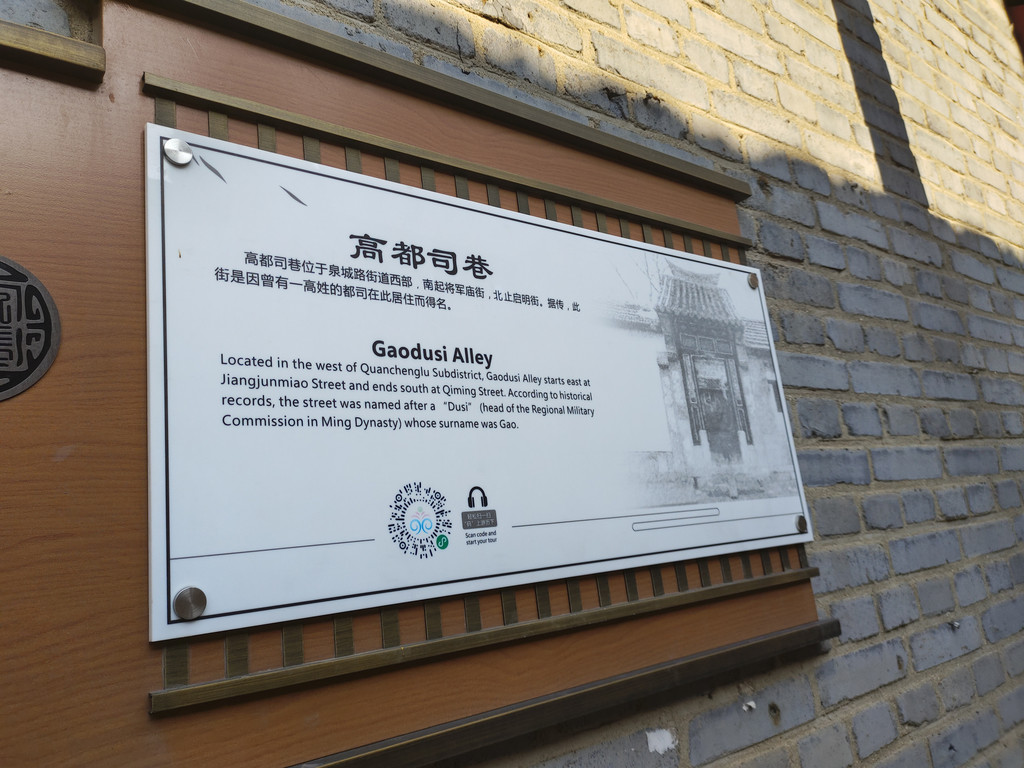 高都司巷
高都司巷位于泉城路街道西部，南起将军庙街，北止启明街。据传，此
街是因曾有一高姓的都司在此居住而得名。
Gaodusi Alley
Located in the west of Quanchenglu Subdistrict, Gaodusi Alley starts east at
Jiangjunmiao Street and ends south at Qiming Street. According to historical
records, the street was named after a “Dusi” (head of the Regional Military
Commission in Ming Dynasty) whose surname was Gao.
Scan code and
start your tour